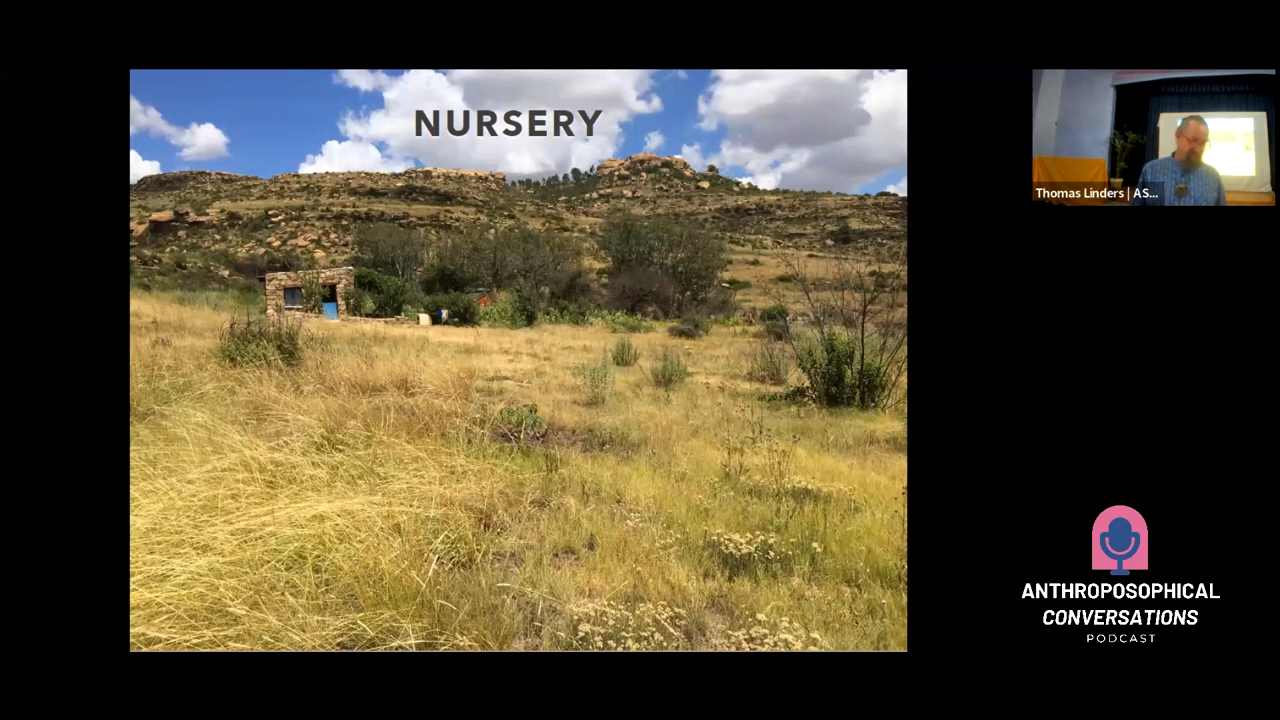 NURSERY
Thomas Linders | AS...
ANTHROPOSOPHICAL
CONVERSATIONS
PODCAST